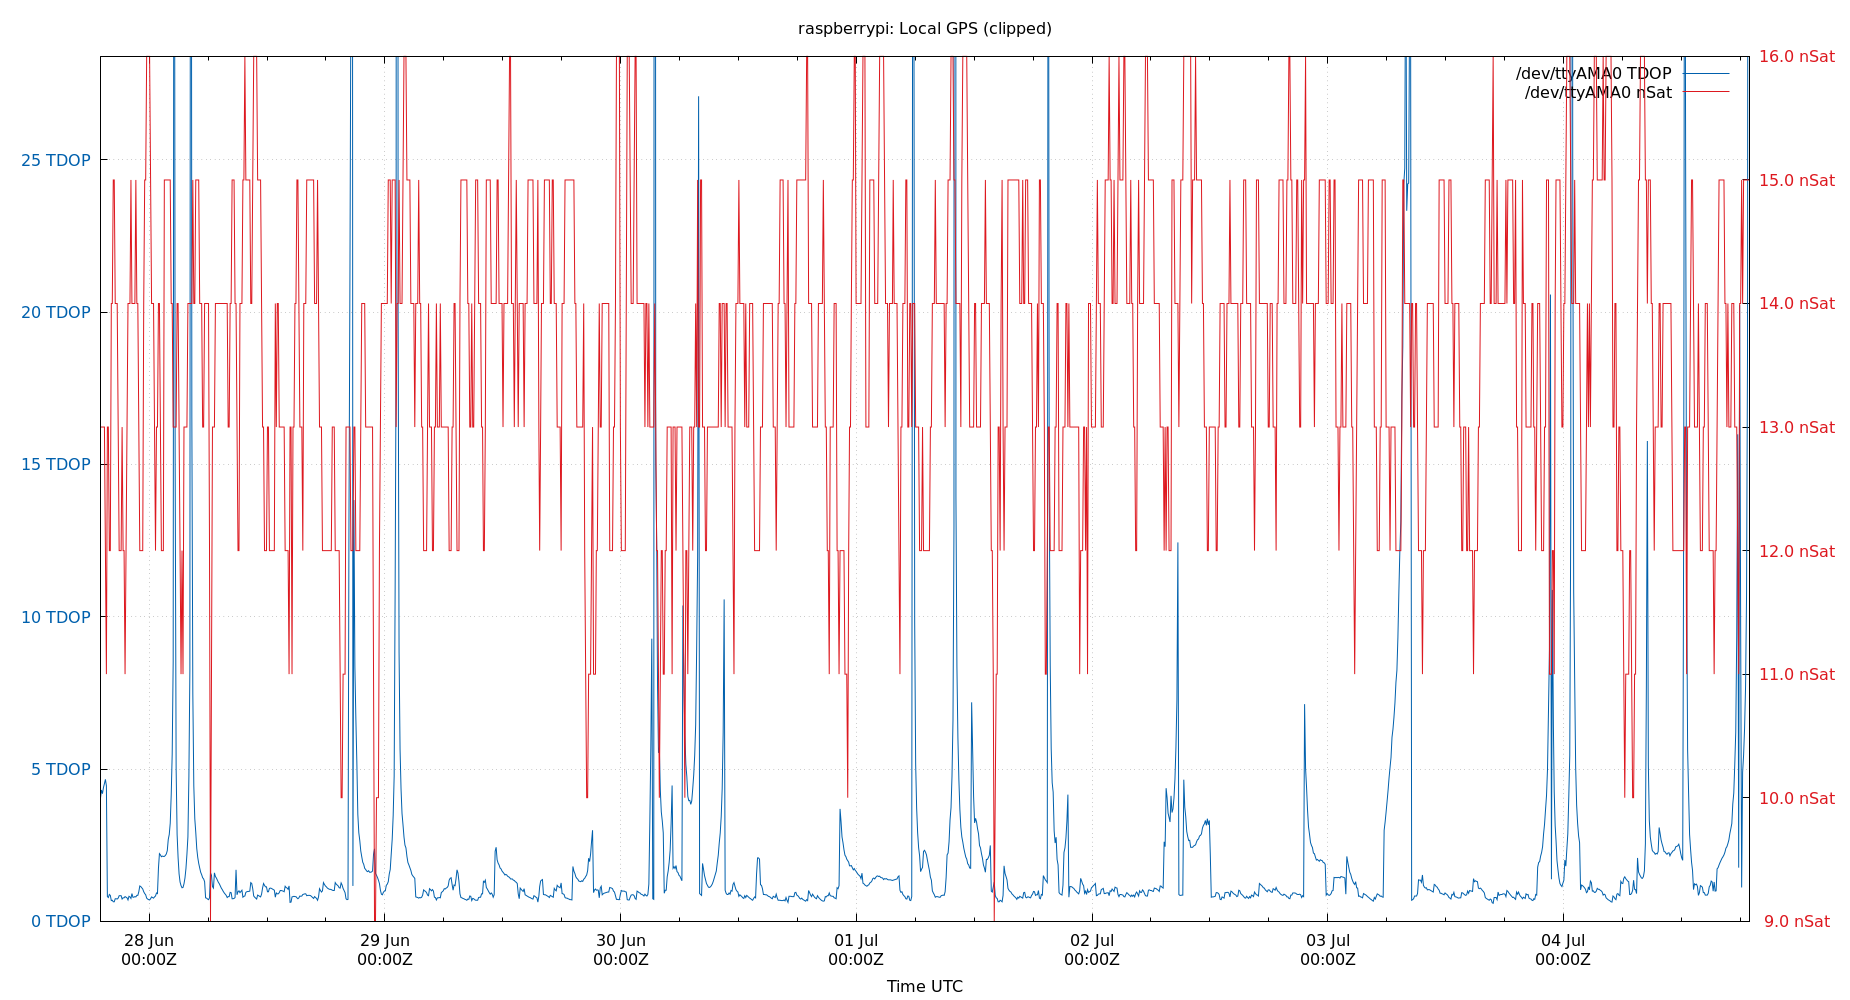 raspberrypi: Local GPS (clipped)
/dev/ttyAMA0 TDOP
/dev/ttyAMA0 nSat
25 TDOP
20 TDOP
15 TDOP
10 TDOP
5 TDOP
0 TDOP
16.0 nSat
15.0 nSat
14.0 nSat
13.0 nSat
12.0 nSat
11.0 nSat
10.0 nSat
9.0 nSat
28 Jun
00:00Z
29 Jun
00:00Z
30 Jun
00:00Z
01 Jul
00:00Z
02 Jul
00:00Z
03 Jul
00:00Z
04 Jul
00:00Z
Time UTC